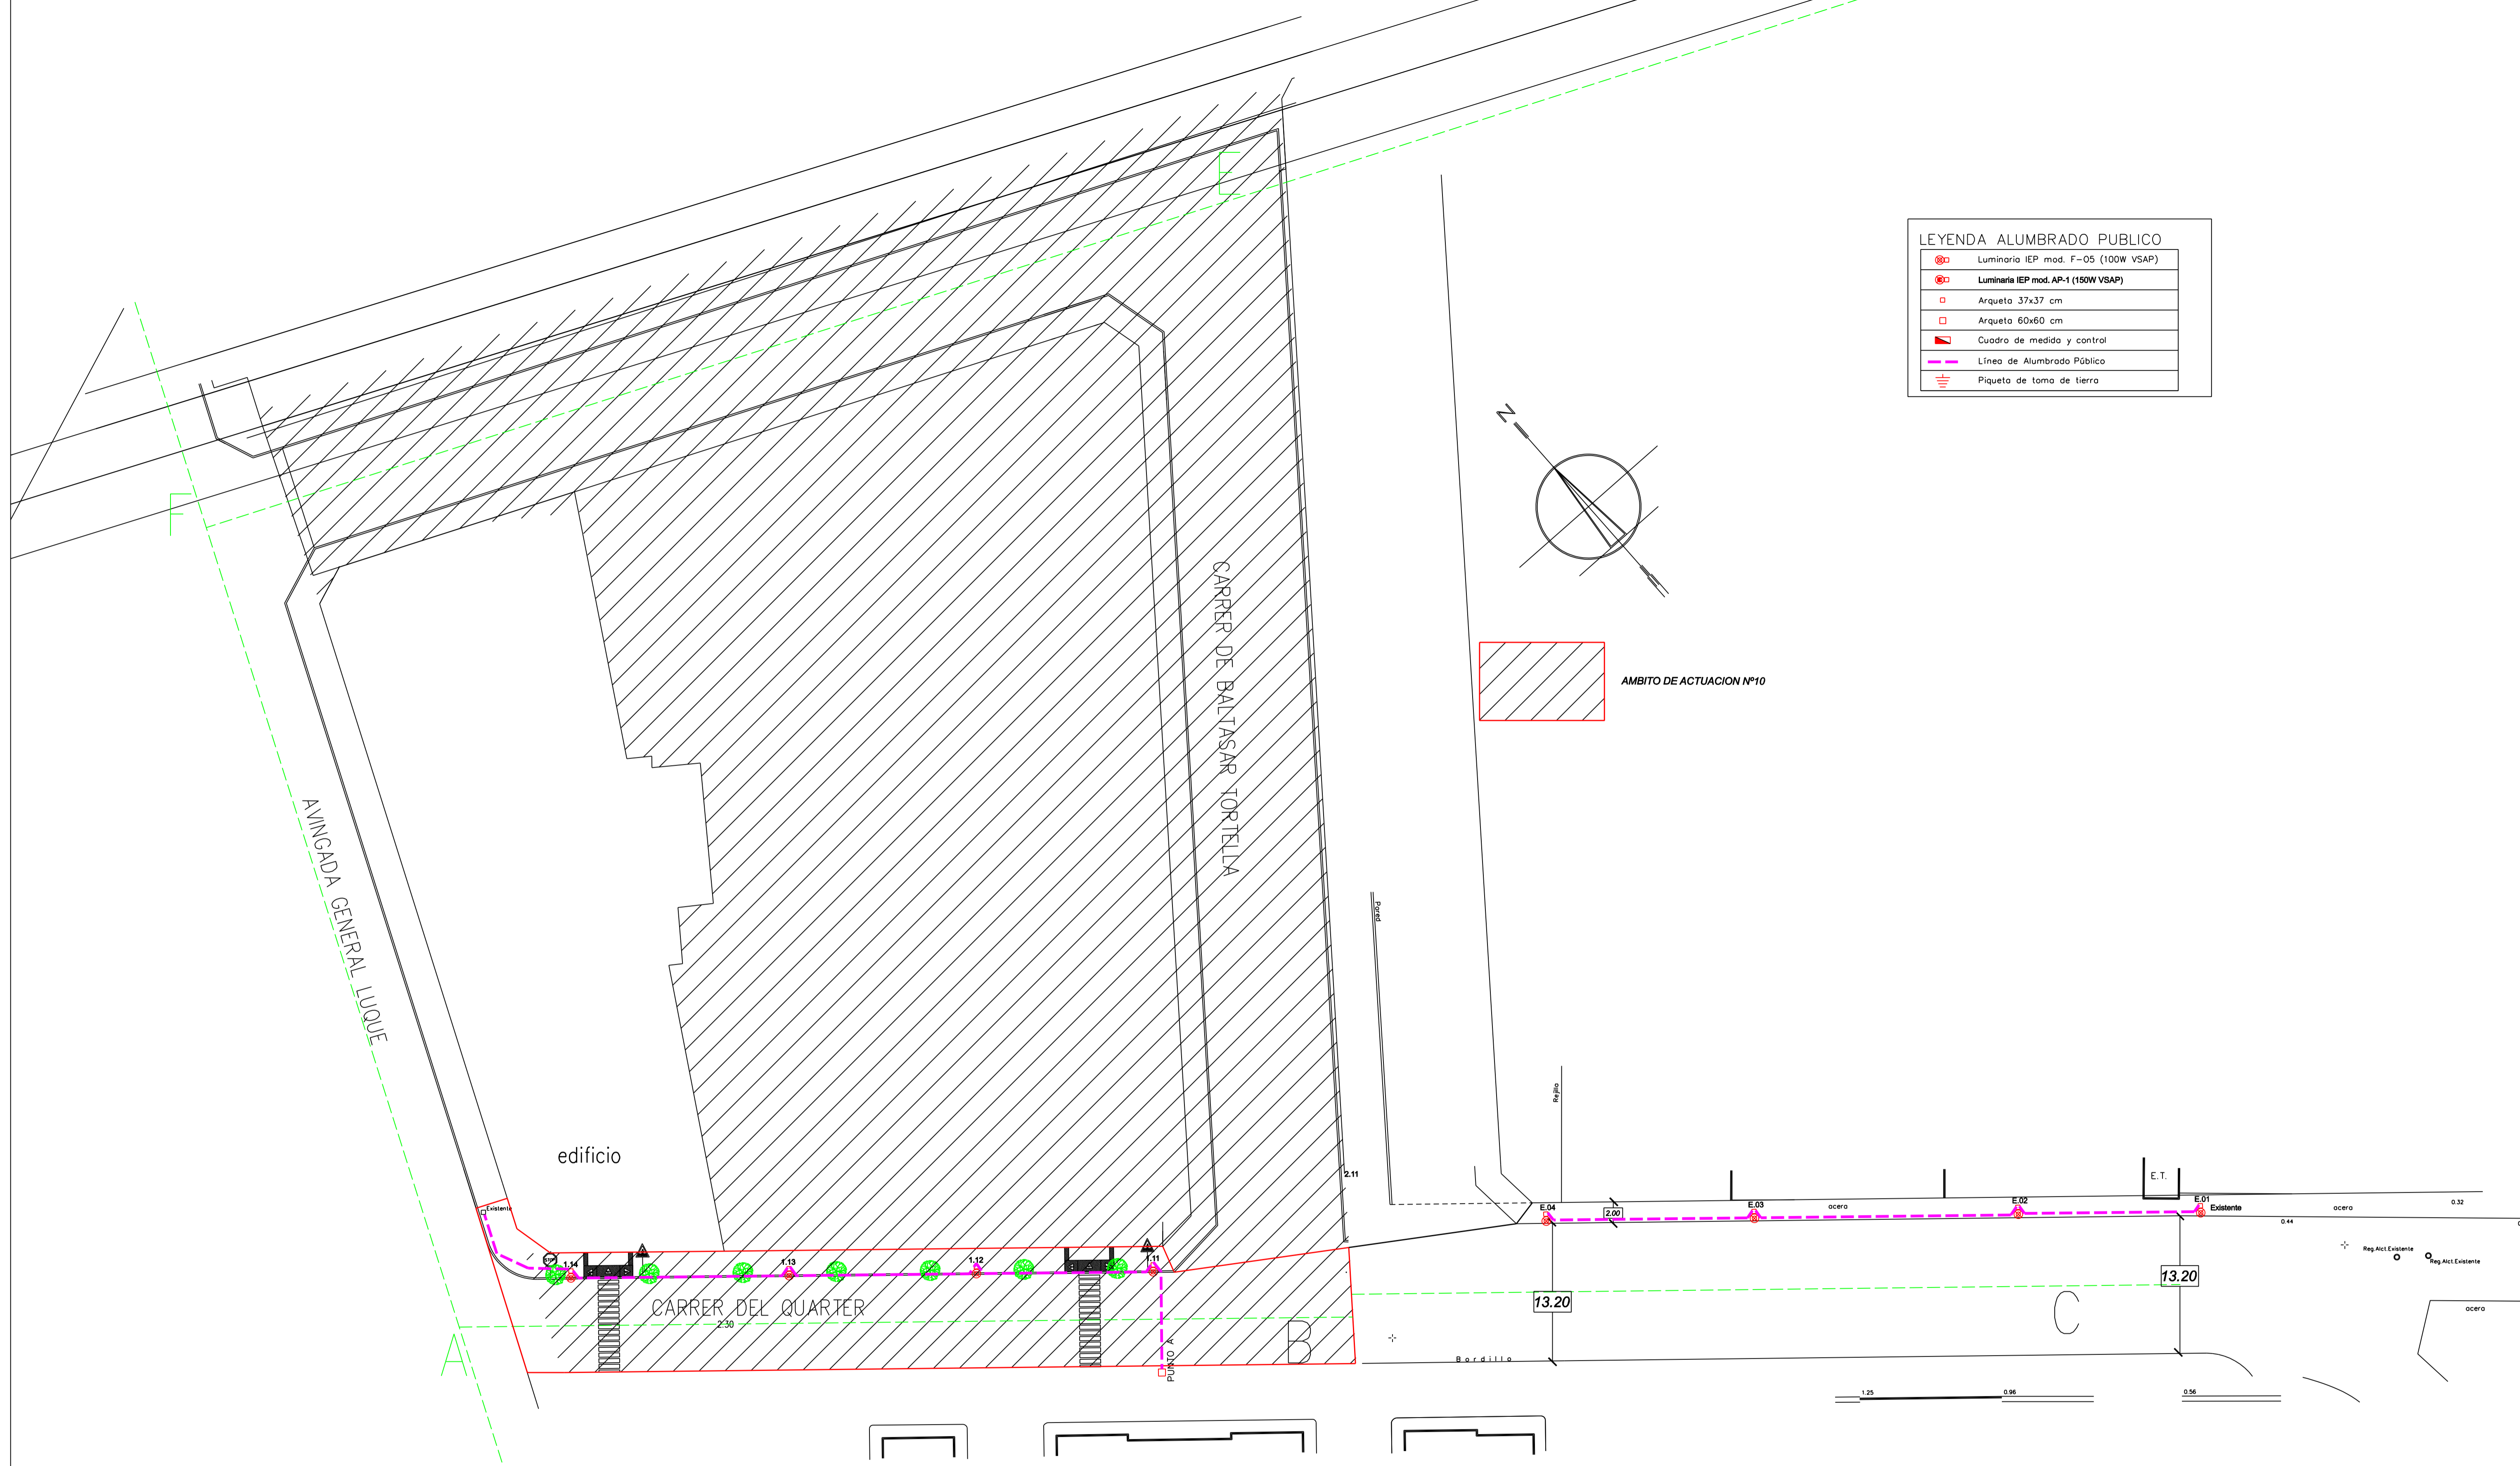 LEYENDA ALUMBRADO PUBLICO
Luminaria IEP mod. F-05 (100W VSAP)
Luminaria IEP mod. AP-1 (150W VSAP)
Arqueta 37x37 cm
Arqueta 60x60 cm
Cuadro de medida y control
Línea de Alumbrado Público
Piqueta de toma de tierra
E
F
N
AMBITO DE ACTUACION Nº10
CARRER DE BALTASAR TORTELLA
AVINGADA GENERAL LUQUE
Pared
Rejilla
edificio
2.11
E.T.
Existente
E.04
2.00
E.03
acera
E.02
E.01
Existente
acera
0.32
0.44
1.14
1.13
1.12
1.11
Reg.Alct.Existente
Reg.Alct.Existente
13.20
13.20
CARRER DEL QUARTER
2.30
A
B
C
acera
PUNTO A
Bordillo
1.25
0.96
0.56